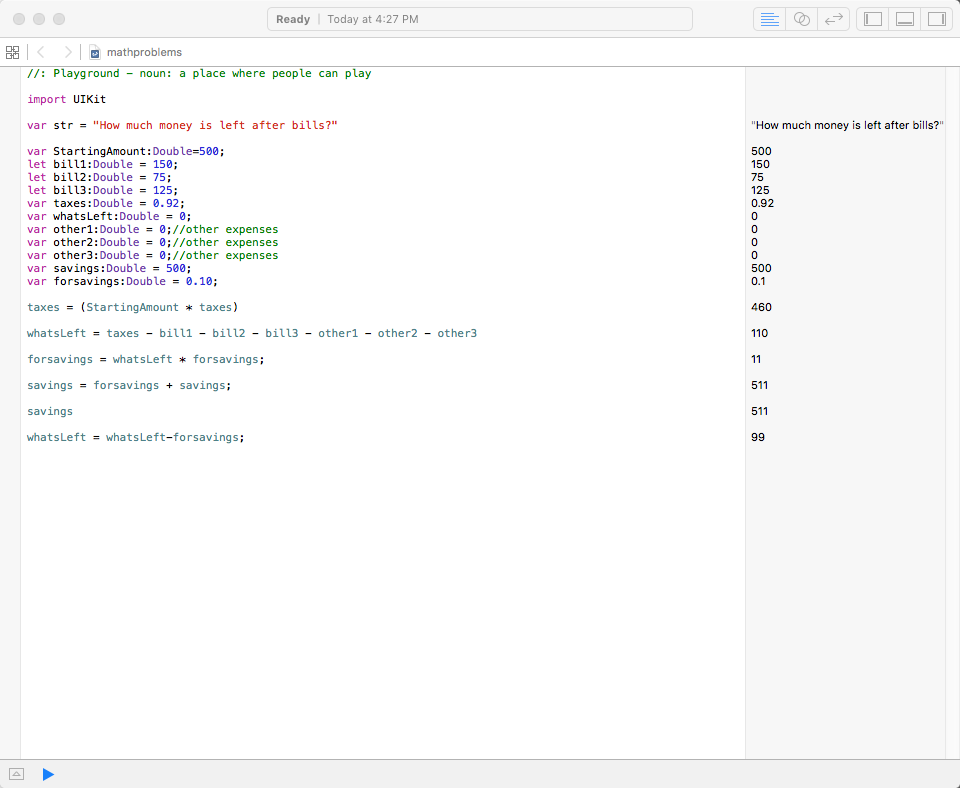 Ready | Today at 4:27 PM
mathproblems
//: Playground - noun: a place where people can play
import UIKit
var str = "How much money is left after bills?"
"How much money is left after bills?"
var StartingAmount:Double=500;
500
let bill1:Double = 150;
150
let bill2:Double = 75;
75
let bill3:Double = 125;
125
var taxes:Double = 0.92;
0.92
var whatsLeft:Double = 0;
0
var other1:Double = 0;//other expenses
0
var other2:Double = 0;//other expenses
0
var other3:Double = 0;//other expenses
0
var savings:Double = 500;
500
var forsavings:Double = 0.10;
0.1
taxes = (StartingAmount * taxes)
460
whatsLeft = taxes - bill1 - bill2 - bill3 - other1 - other2 - other3
110
forsavings = whatsLeft * forsavings;
11
savings = forsavings + savings;
511
savings
511
whatsLeft = whatsLeft-forsavings;
99